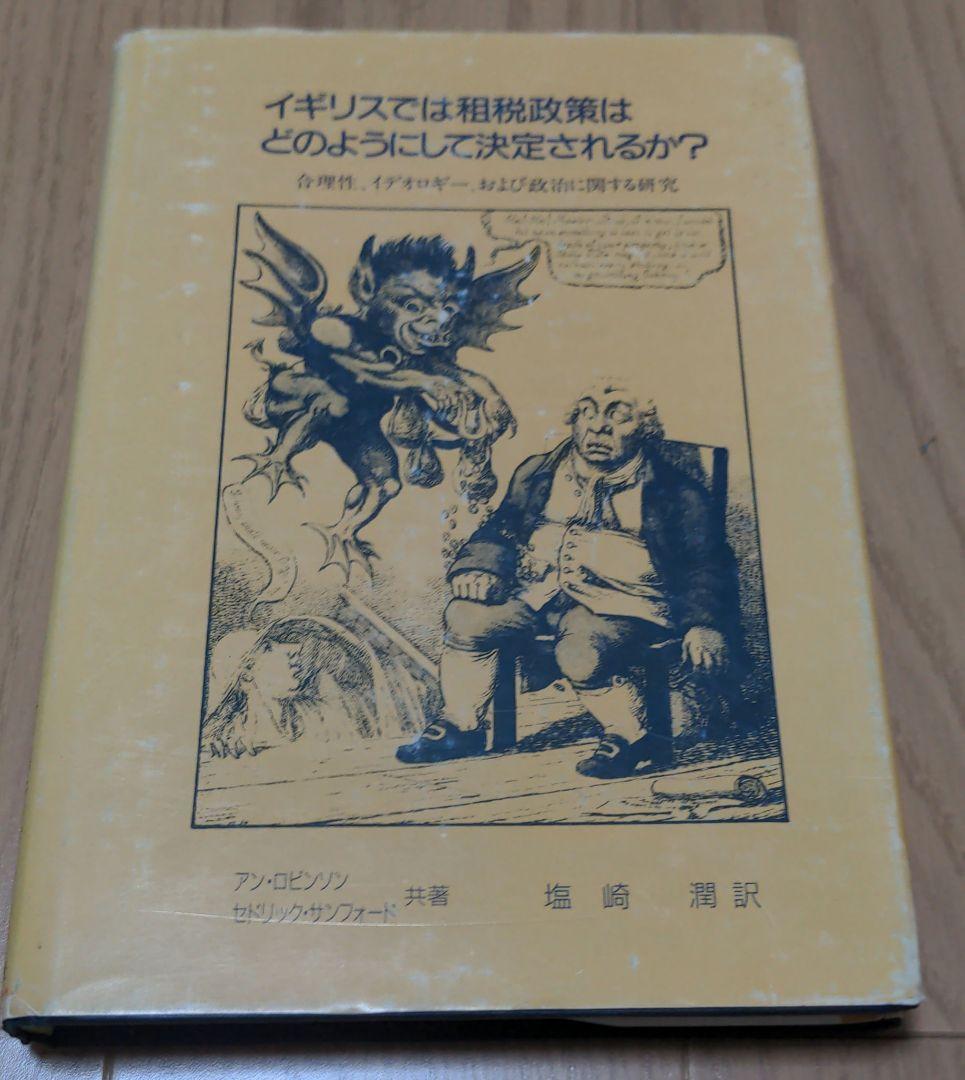 イギリスでは租税政策は
どのようにして決定されるか?
合理性、イデオロギー、および政治に関する研究
アン・ロビンソン
セドリック・サンフォード
共著
塩崎 潤訳